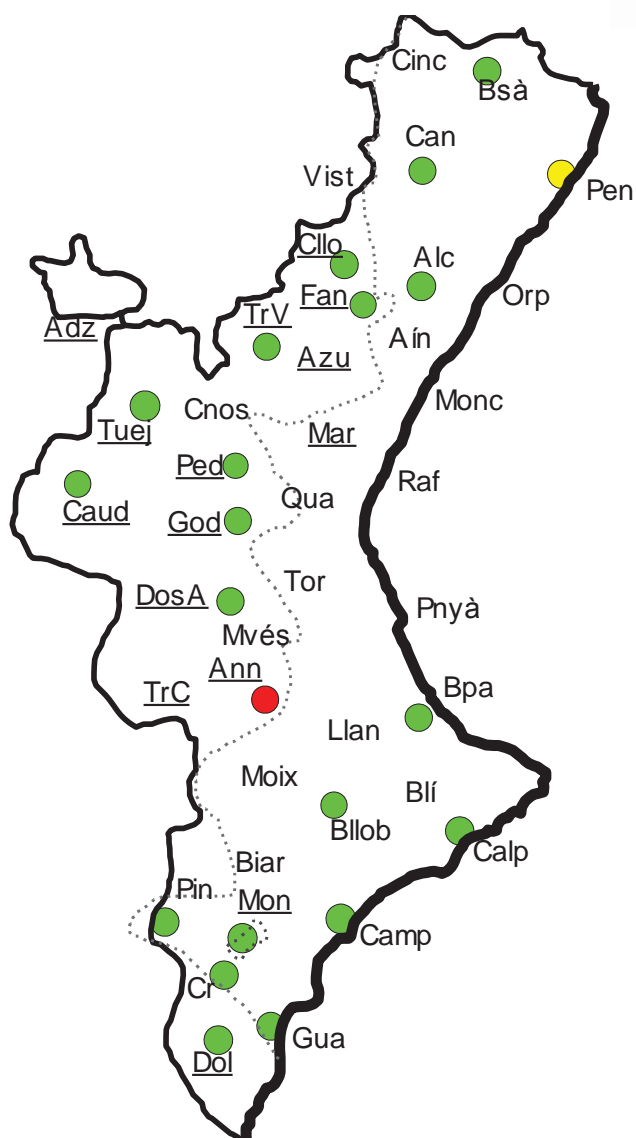 Cinc
Bsà
Can
Vist
Pen
Cllo
Alc
Fan
Orp
TrV
Adz
Aín
Azu
Monc
Cnos
Tuej
Mar
Ped
Raf
Qua
Caud
God
Tor
DosA
Pnyà
Mvés
Ann
TrC
Bpa
Llan
Moix
Blí
Bllob
Calp
Biar
Pin
Mon
Camp
Cr
Gua
Dol